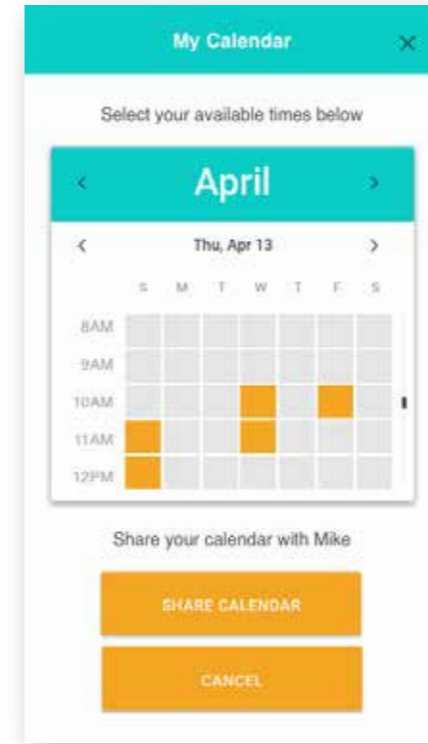 My Calendar ×
Select your available times below
< April >
< Thu, Apr 13 >
S M T W T F S
8AM
9AM
10AM
11AM
12PM
Share your calendar with Mike
SHARE CALENDAR
CANCEL